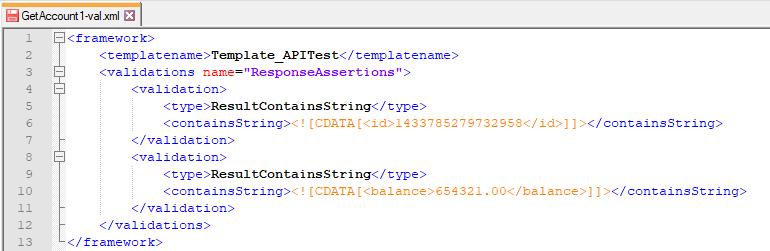 GetAccount1-val.xml
1 <framework>
2 <templatename>Template_APITest</templatename>
3 <validations name="ResponseAssertions">
4 <validation>
5 <type>ResultContainsString</type>
6 <containsString><![CDATA[<id>1433785279732958</id>]]></containsString>
7 </validation>
8 <validation>
9 <type>ResultContainsString</type>
10 <containsString><![CDATA[<balance>654321.00</balance>]]></containsString>
11 </validation>
12 </validations>
13 </framework>